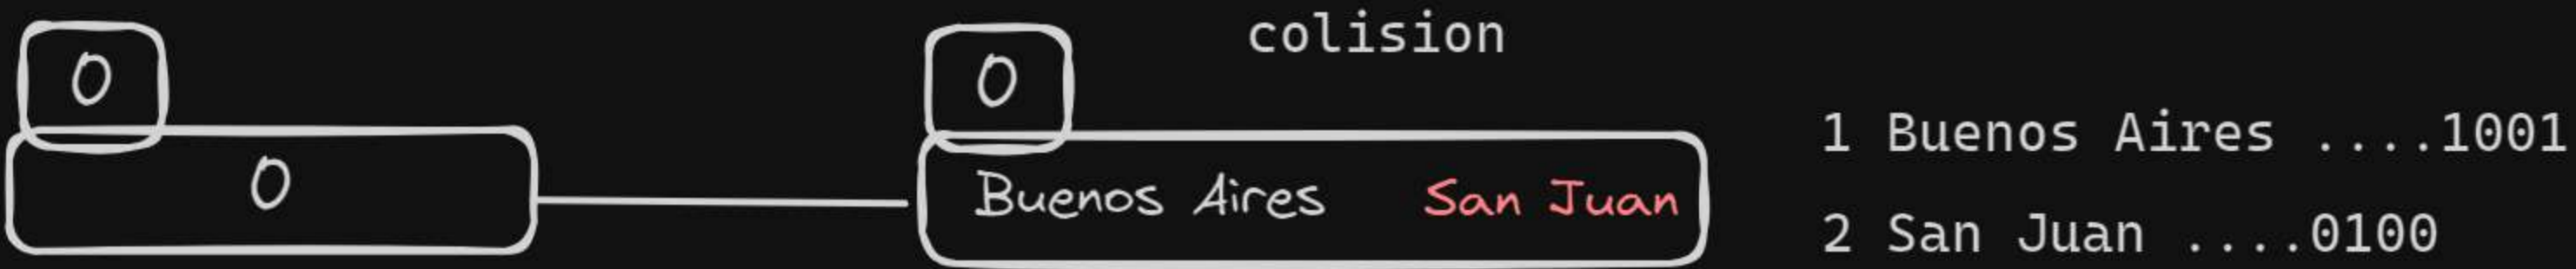 0 0 colision
0 Buenos Aires San Juan
1 Buenos Aires ....1001
2 San Juan ....0100